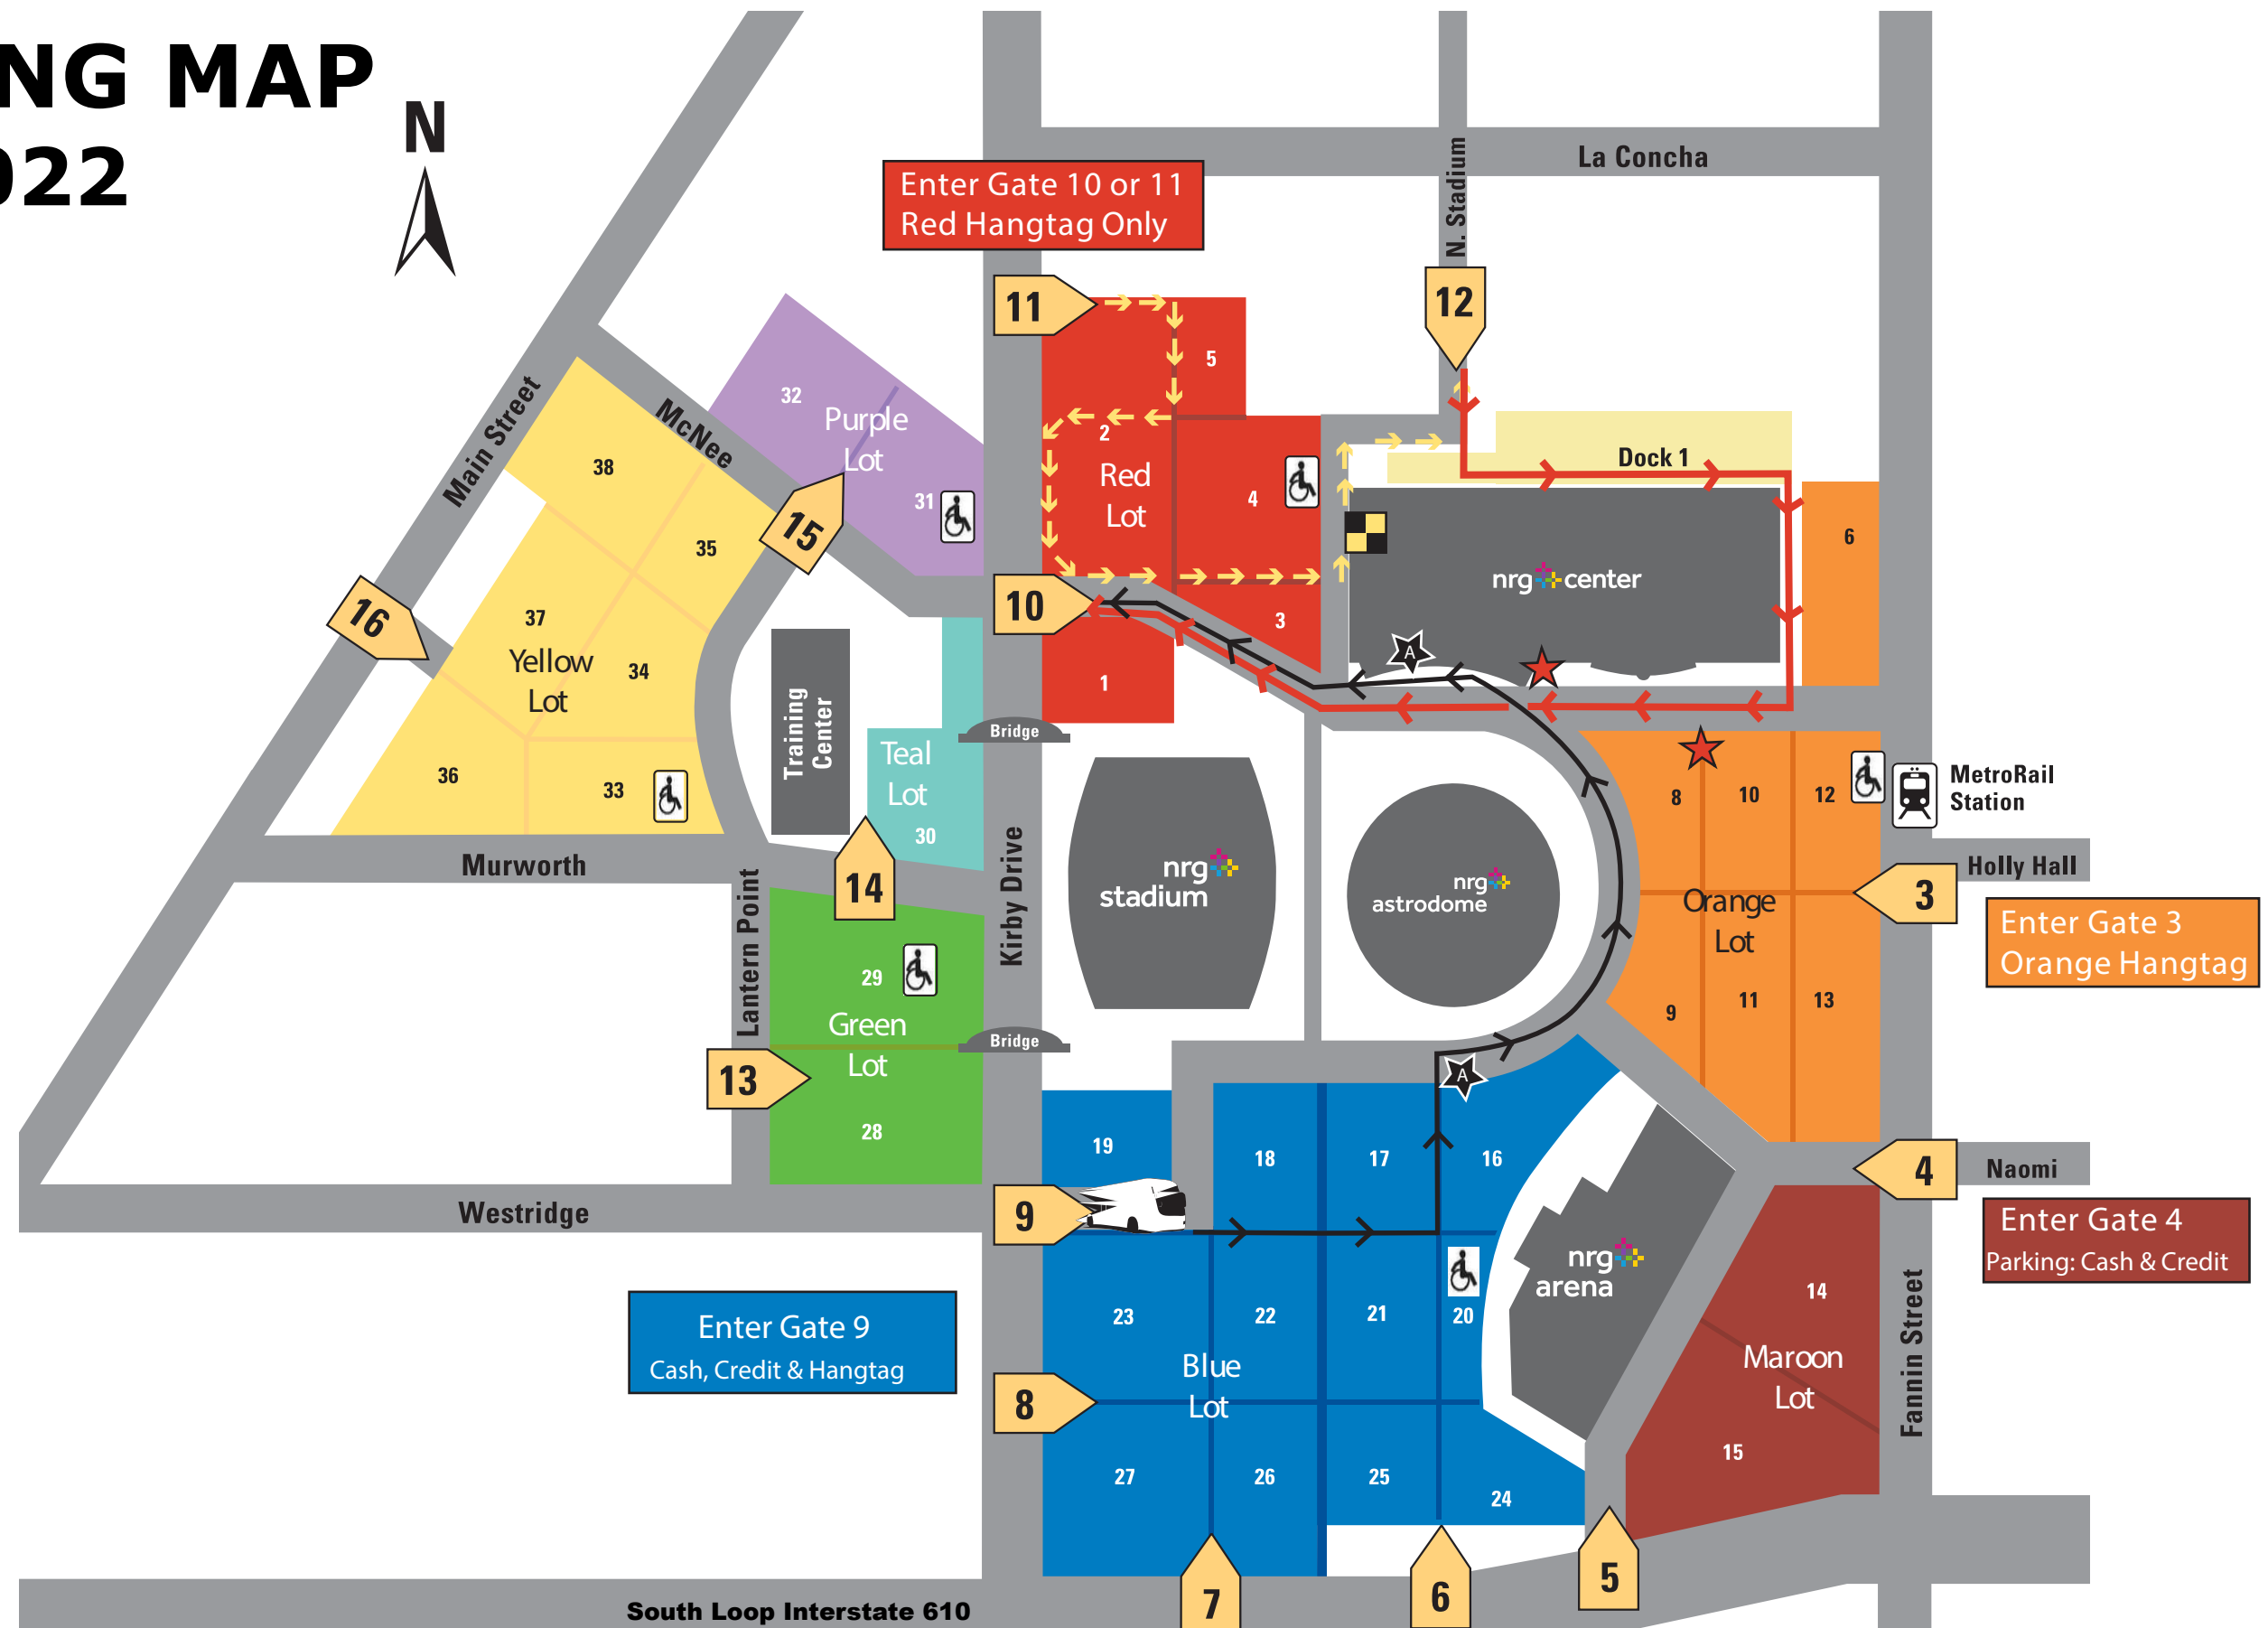 NG MAP
022
N
La Concha
N. Stadium
Enter Gate 10 or 11
Red Hangtag Only
11
12
5
32
Purple
Lot
31
Main Street
McNee
38
35
15
2
Red
Lot
4
Dock 1
6
nrg center
16
37
Yellow
Lot
34
10
3
1
36
33
Training
Center
Teal
Lot
30
Bridge
A
8
10
12
MetroRail
Station
Murworth
14
Kirby Drive
nrg
stadium
nrg
astrodome
Orange
Lot
3
Holly Hall
Enter Gate 3
Orange Hangtag
Lantern Point
29
Green
Lot
9
11
13
Bridge
13
28
A
19
18
17
16
4
Naomi
Westridge
9
Enter Gate 4
Parking: Cash & Credit
nrg
arena
14
Enter Gate 9
Cash, Credit & Hangtag
23
22
21
20
Blue
Lot
8
Maroon
Lot
Fannin Street
15
27
26
25
24
7
6
5
South Loop Interstate 610